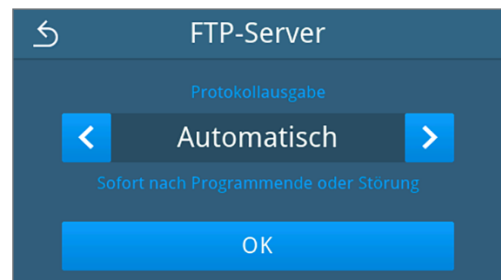 FTP-Server
Protokollausgabe
Automatisch
Sofort nach Programmende oder Störung
OK